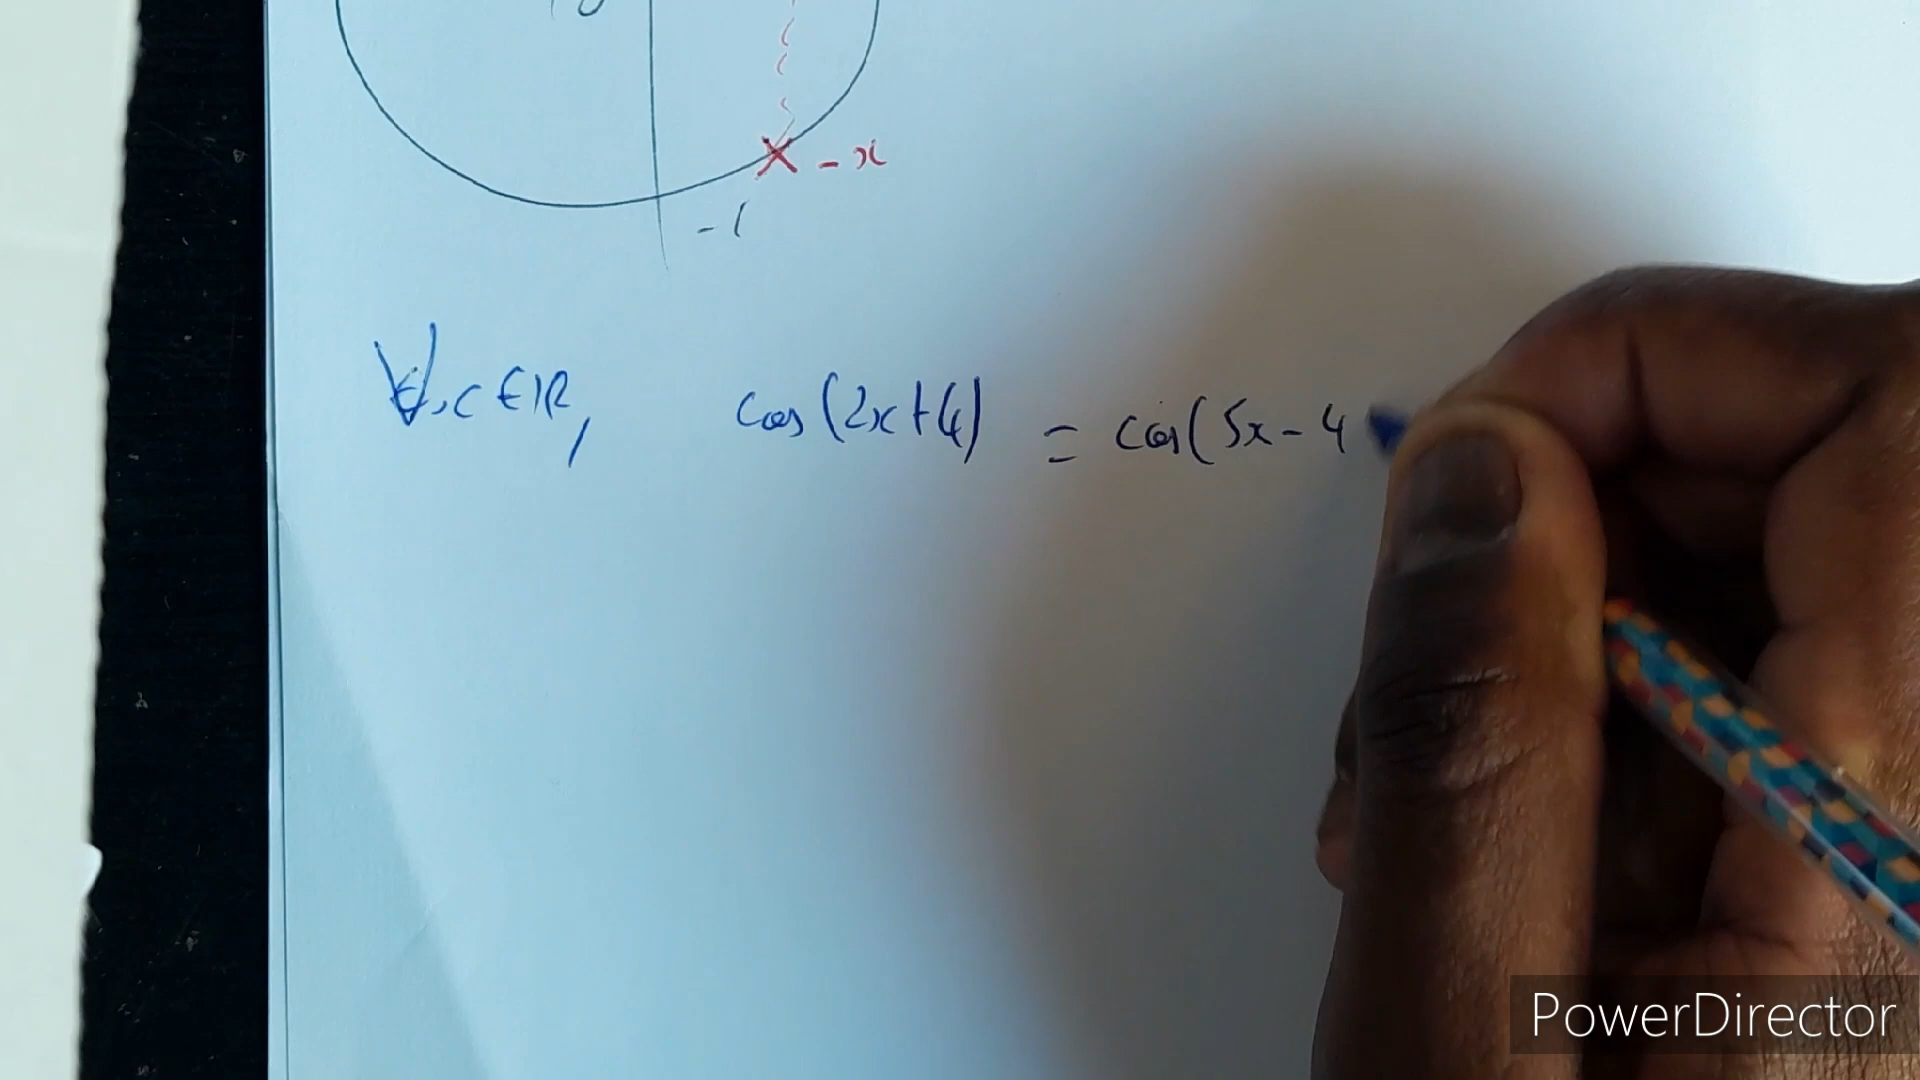 - x
-1
∀x ∈ ℝ, cos(2x+4) = cos(5x-4
PowerDirector